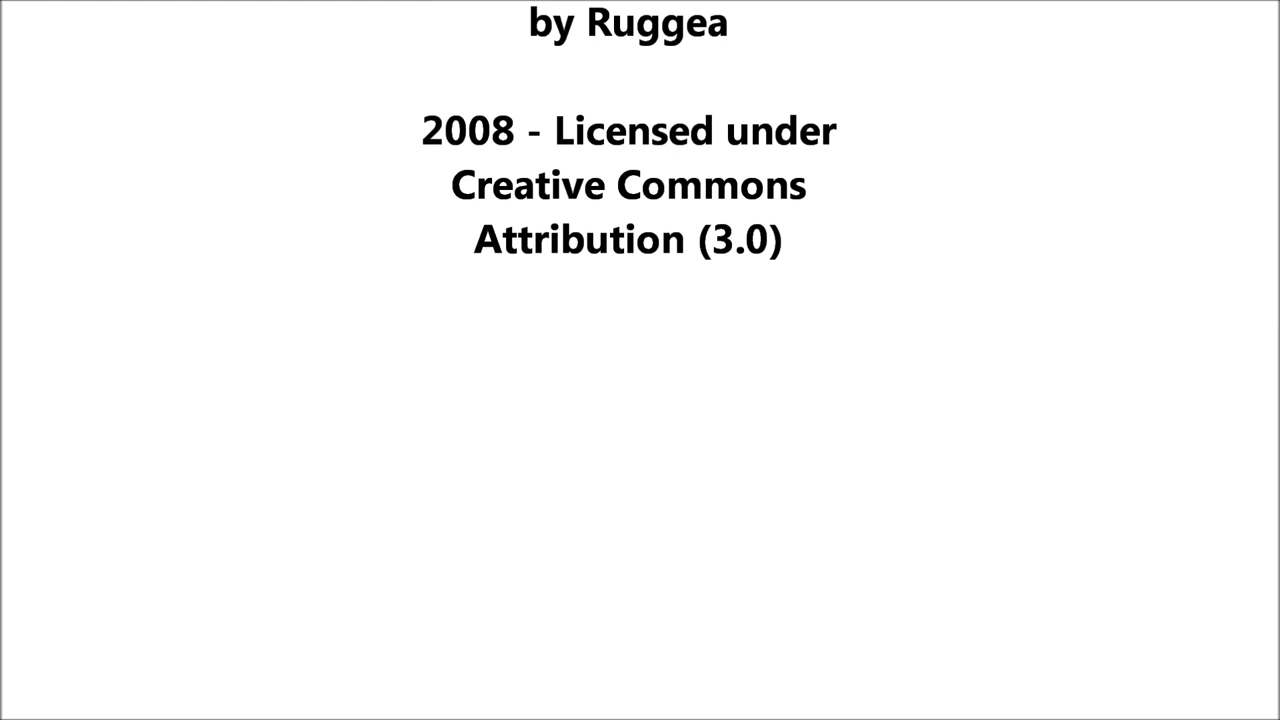 by Ruggea
2008 - Licensed under
Creative Commons
Attribution (3.0)